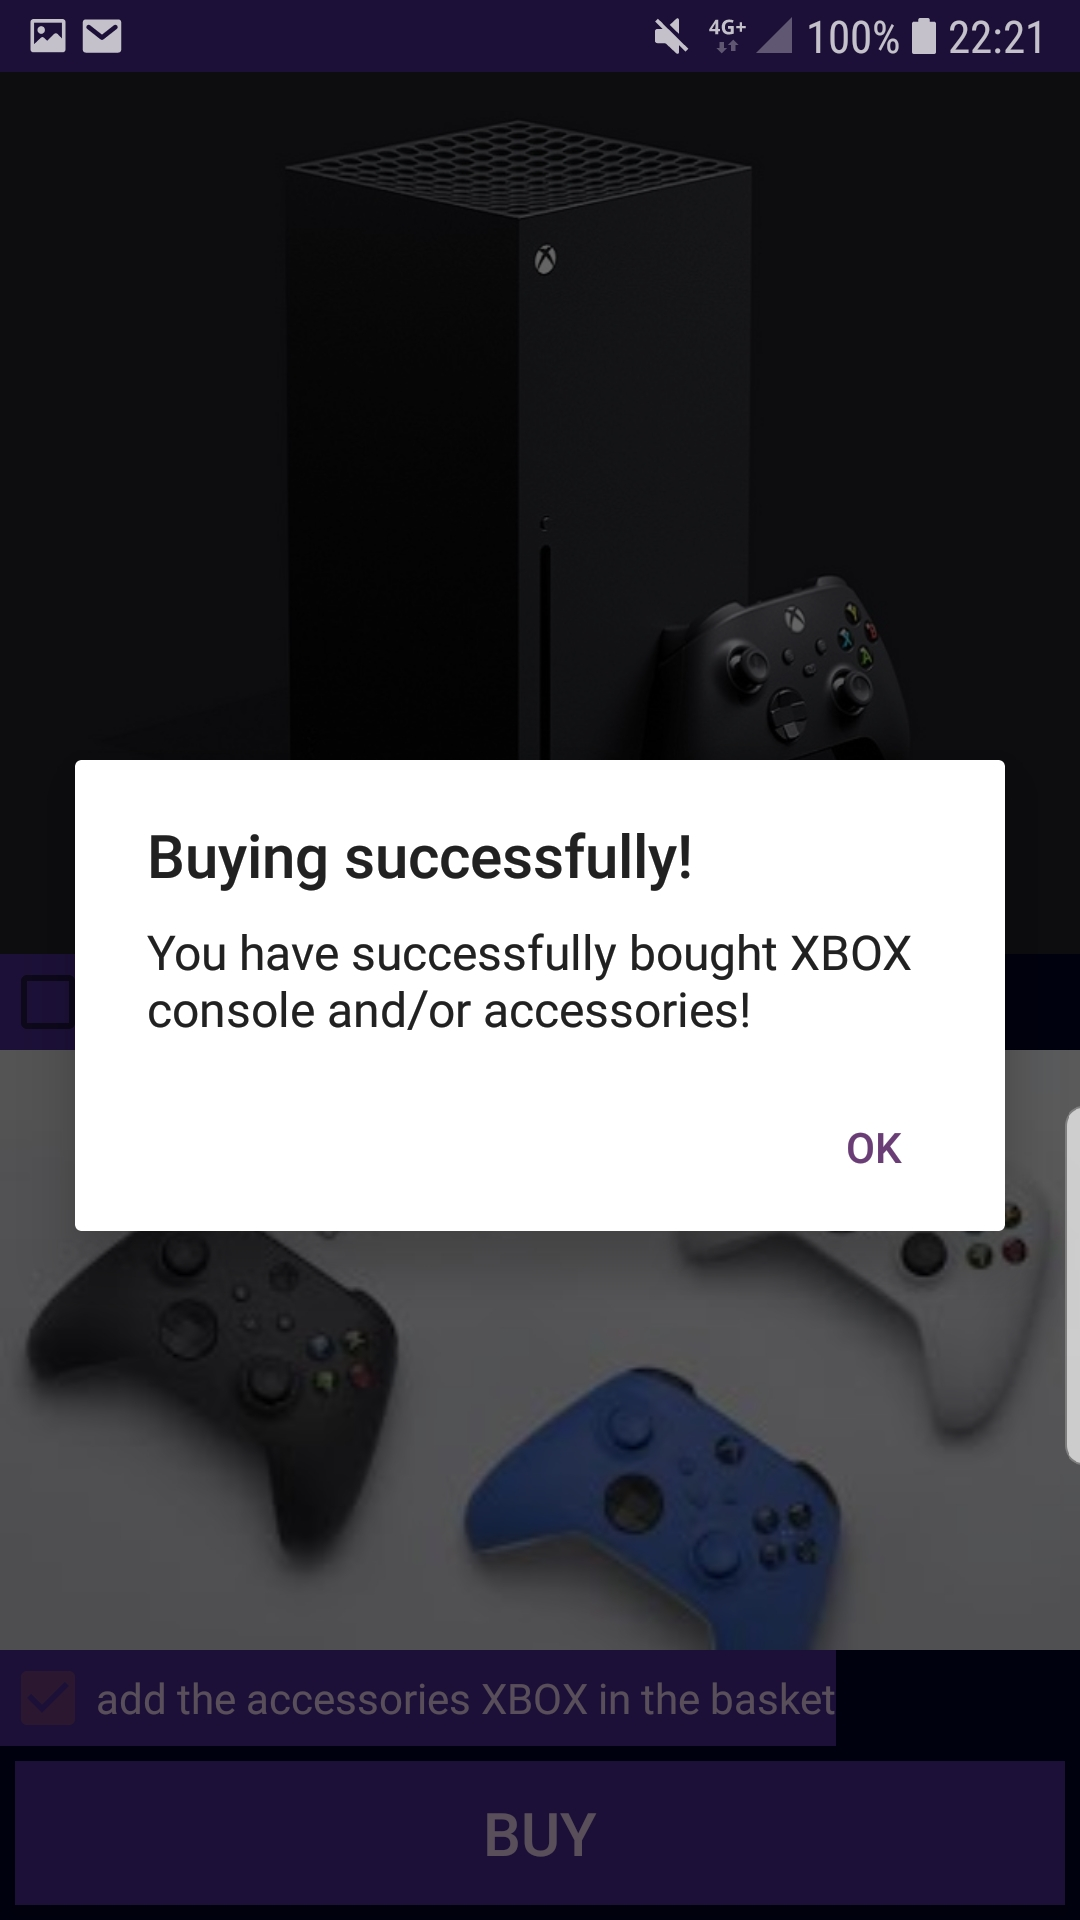 4G+ 100% 22:21
Y
B
X
A
Buying successfully!
You have successfully bought XBOX
console and/or accessories!
OK
add the accessories XBOX in the basket
BUY